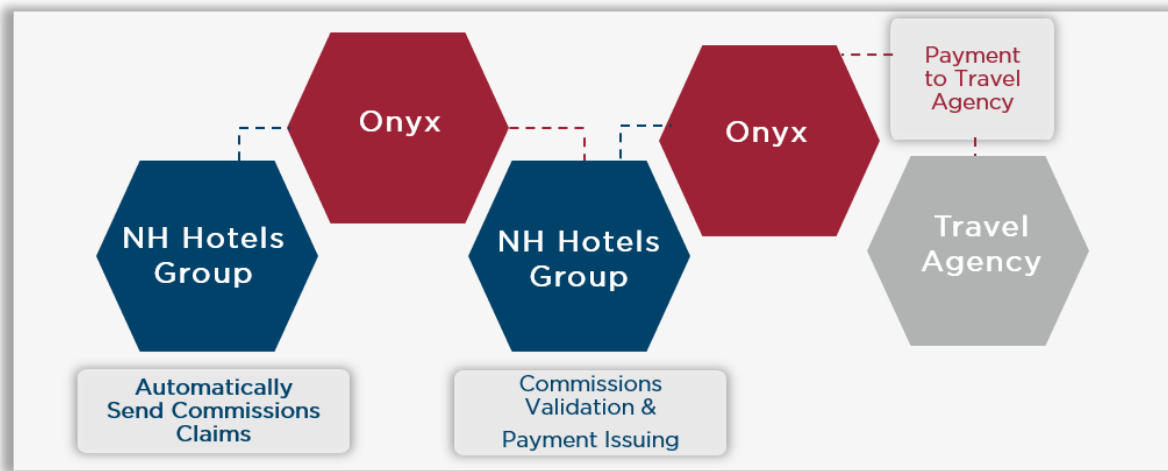 Onyx
Onyx
Payment
to Travel
Agency
NH Hotels
Group
NH Hotels
Group
Travel
Agency
Automatically
Send Commissions
Claims
Commissions
Validation &
Payment Issuing